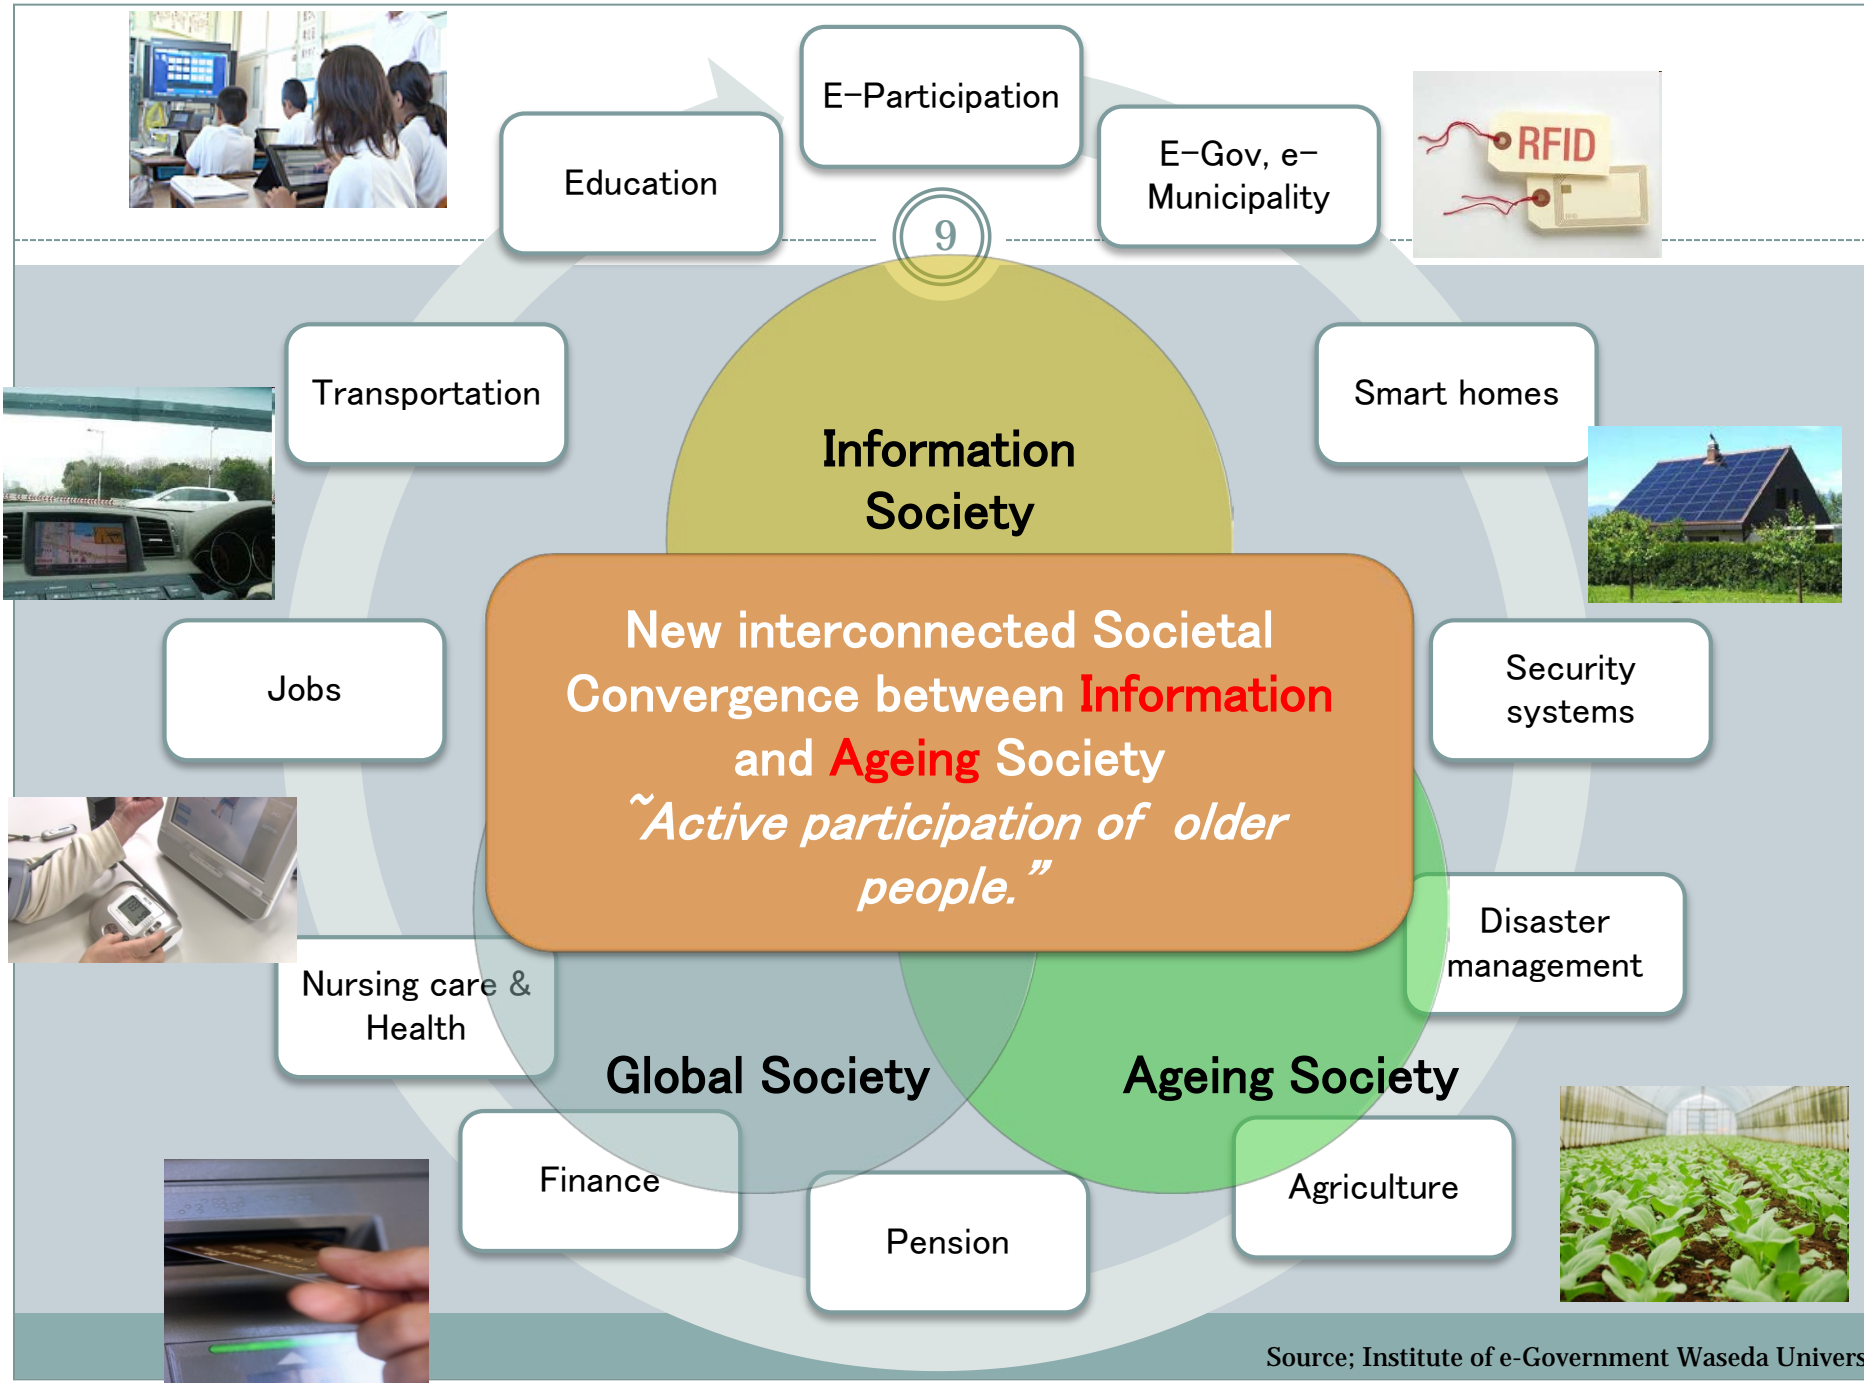 E-Participation
E-Gov, e-
Municipality
RFID
Education
9
Transportation
Smart homes
Information
Society
New interconnected Societal
Convergence between Information
and Ageing Society
~Active participation of older
people.”
Jobs
Security
systems
Disaster
management
Nursing care &
Health
Global Society
Ageing Society
Finance
Pension
Agriculture
Source; Institute of e-Government Waseda Univers